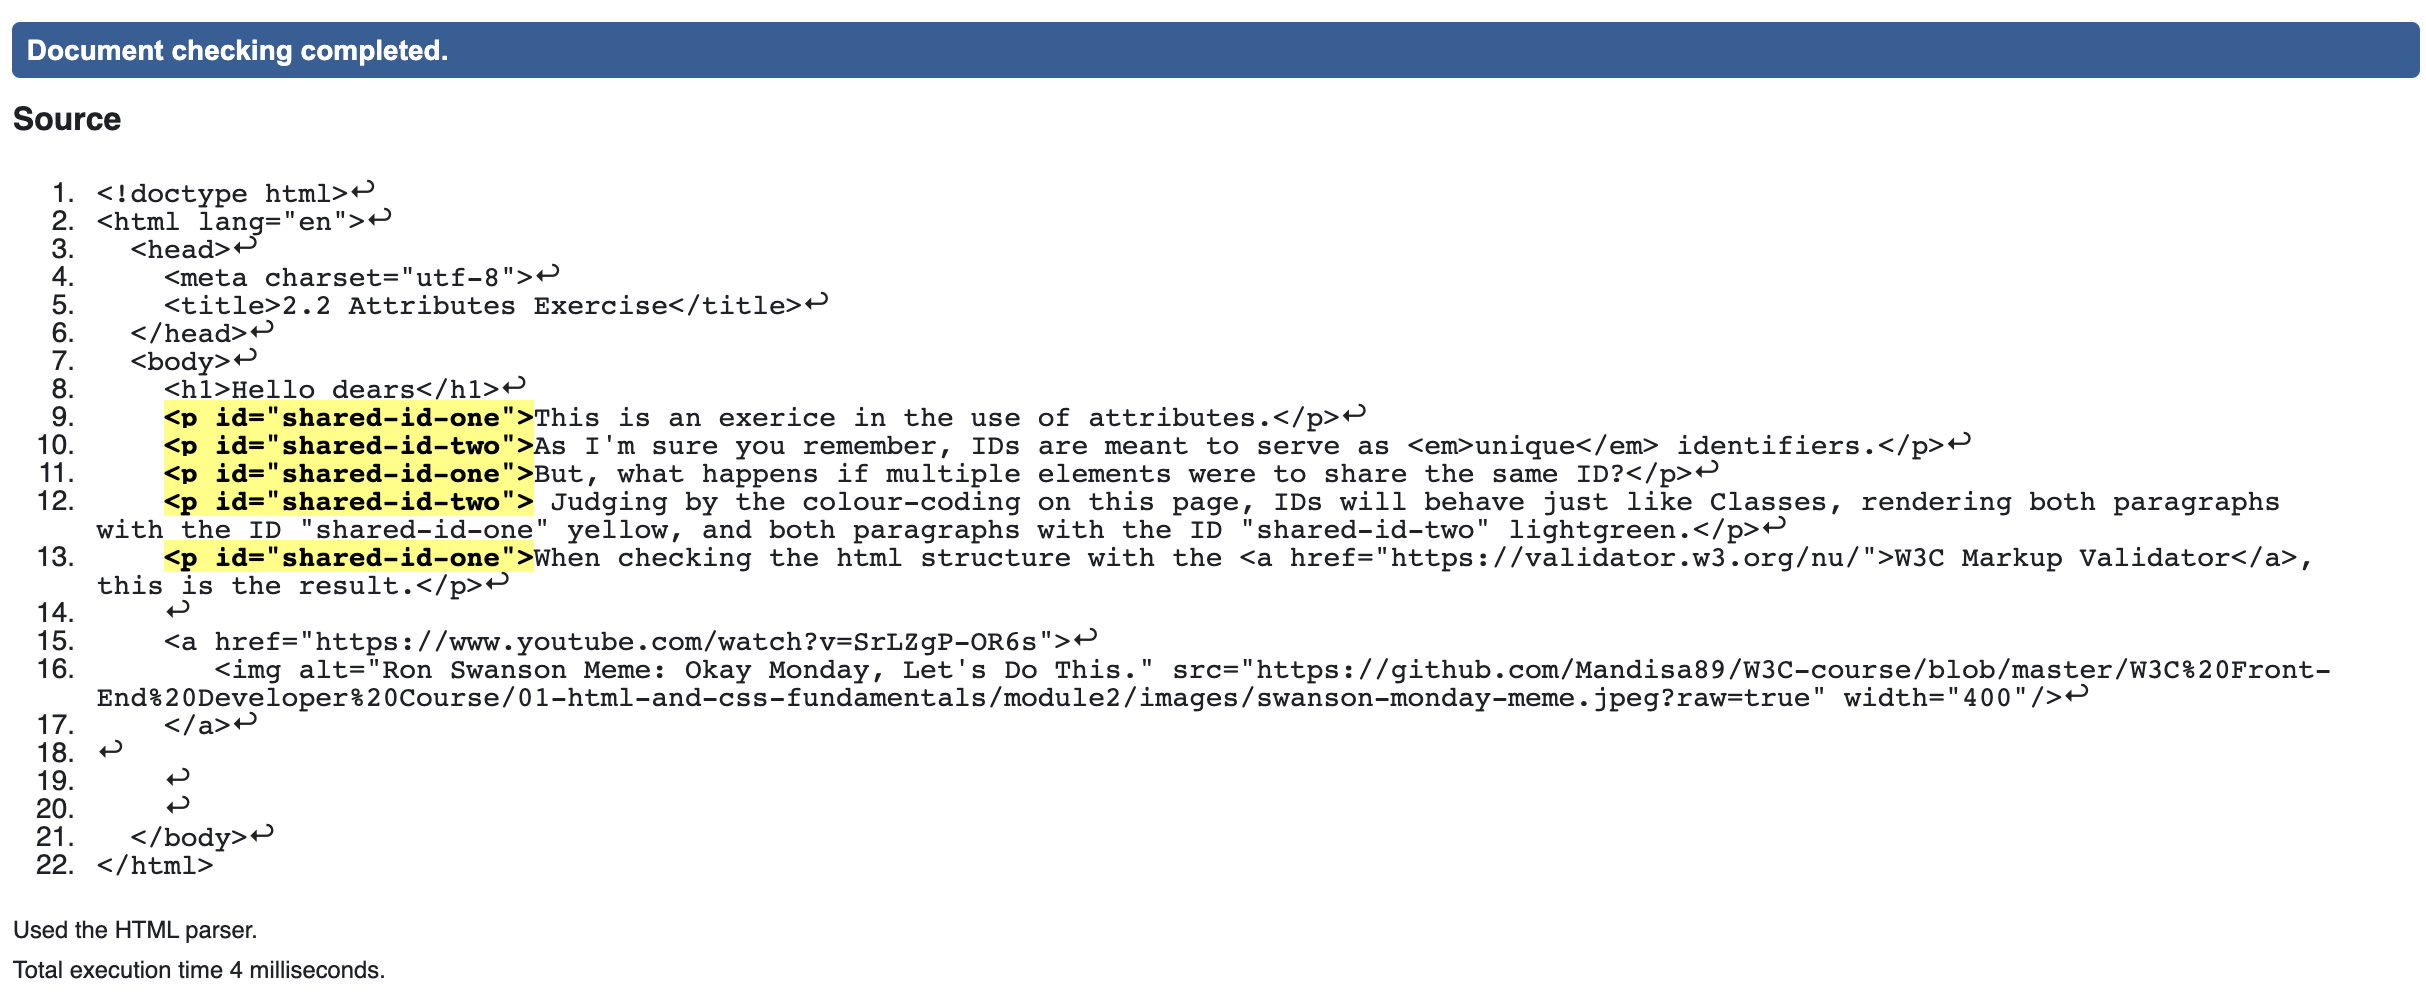 Document checking completed.
Source
1. <!doctype html>↩
2. <html lang="en">↩
3.   <head>↩
4.     <meta charset="utf-8">↩
5.     <title>2.2 Attributes Exercise</title>↩
6.   </head>↩
7.   <body>↩
8.     <h1>Hello dears</h1>↩
9.     <p id="shared-id-one">This is an exerice in the use of attributes.</p>↩
10.     <p id="shared-id-two">As I'm sure you remember, IDs are meant to serve as <em>unique</em> identifiers.</p>↩
11.     <p id="shared-id-one">But, what happens if multiple elements were to share the same ID?</p>↩
12.     <p id="shared-id-two"> Judging by the colour-coding on this page, IDs will behave just like Classes, rendering both paragraphs
with the ID "shared-id-one" yellow, and both paragraphs with the ID "shared-id-two" lightgreen.</p>↩
13.     <p id="shared-id-one">When checking the html structure with the <a href="https://validator.w3.org/nu/">W3C Markup Validator</a>,
this is the result.</p>↩
14.     ↩
15.     <a href="https://www.youtube.com/watch?v=SrLZgP-OR6s">↩
16.        <img alt="Ron Swanson Meme: Okay Monday, Let's Do This." src="https://github.com/Mandisa89/W3C-course/blob/master/W3C%20Front-
End%20Developer%20Course/01-html-and-css-fundamentals/module2/images/swanson-monday-meme.jpeg?raw=true" width="400"/>↩
17.     </a>↩
18. ↩
19.     ↩
20.     ↩
21.   </body>↩
22. </html>
Used the HTML parser.
Total execution time 4 milliseconds.